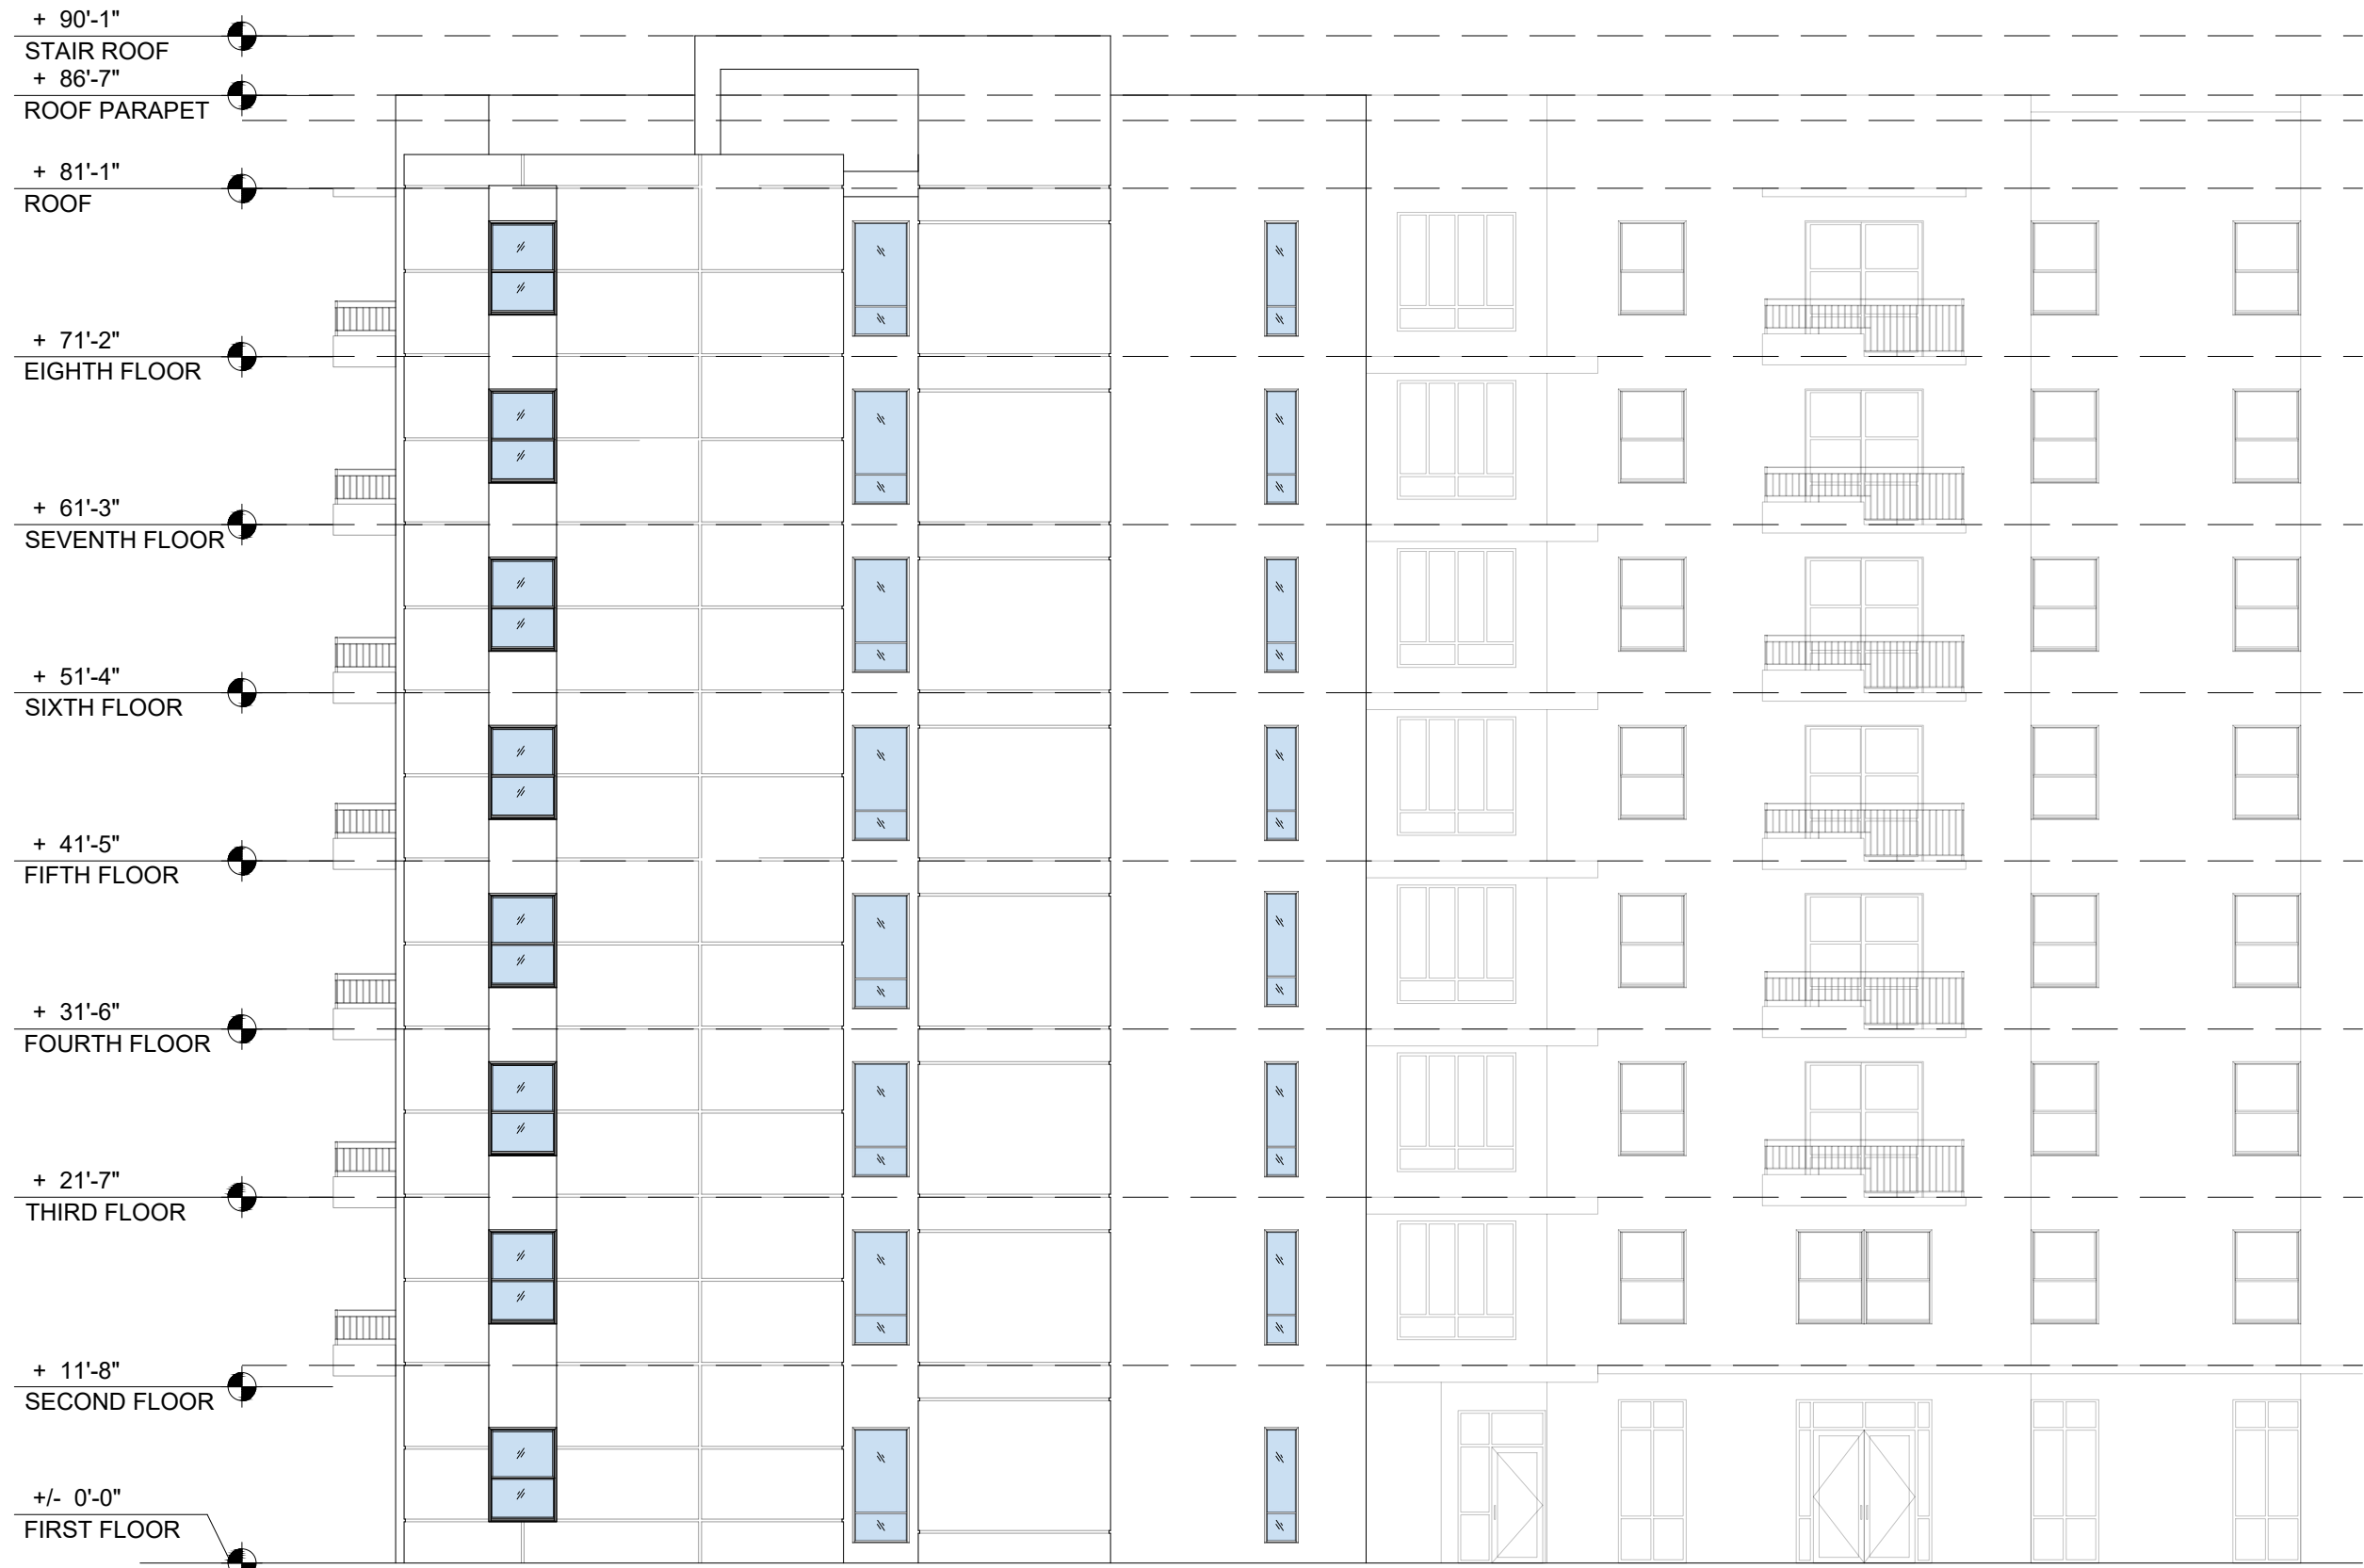 + 90'-1"
STAIR ROOF
+ 86'-7"
ROOF PARAPET
+ 81'-1"
ROOF
+ 71'-2"
EIGHTH FLOOR
+ 61'-3"
SEVENTH FLOOR
+ 51'-4"
SIXTH FLOOR
+ 41'-5"
FIFTH FLOOR
+ 31'-6"
FOURTH FLOOR
+ 21'-7"
THIRD FLOOR
+ 11'-8"
SECOND FLOOR
+/- 0'-0"
FIRST FLOOR